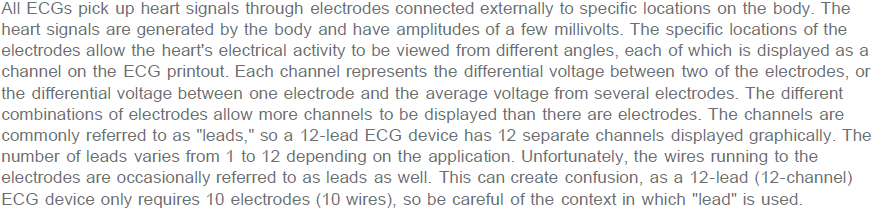 All ECGs pick up heart signals through electrodes connected externally to specific locations on the body. The
heart signals are generated by the body and have amplitudes of a few millivolts. The specific locations of the
electrodes allow the heart's electrical activity to be viewed from different angles, each of which is displayed as a
channel on the ECG printout. Each channel represents the differential voltage between two of the electrodes, or
the differential voltage between one electrode and the average voltage from several electrodes. The different
combinations of electrodes allow more channels to be displayed than there are electrodes. The channels are
commonly referred to as "leads," so a 12-lead ECG device has 12 separate channels displayed graphically. The
number of leads varies from 1 to 12 depending on the application. Unfortunately, the wires running to the
electrodes are occasionally referred to as leads as well. This can create confusion, as a 12-lead (12-channel)
ECG device only requires 10 electrodes (10 wires), so be careful of the context in which "lead" is used.